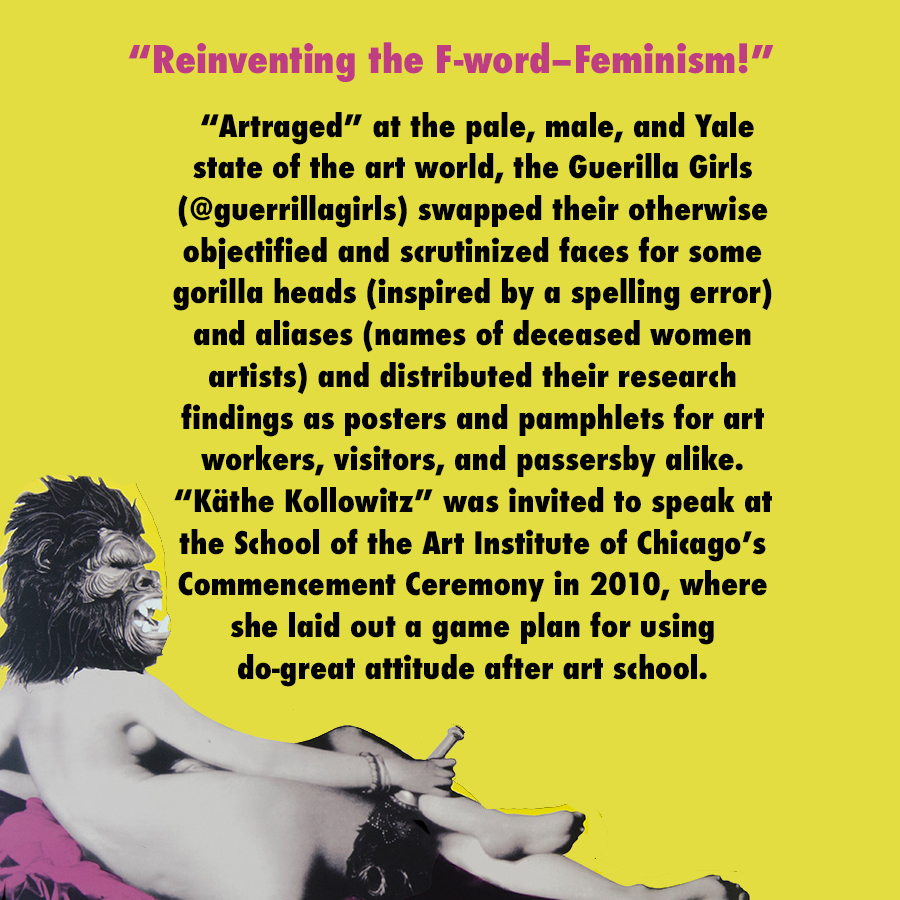 “Reinventing the F-word–Feminism!”
“Artraged” at the pale, male, and Yale
state of the art world, the Guerilla Girls
(@guerrillagirls) swapped their otherwise
objectified and scrutinized faces for some
gorilla heads (inspired by a spelling error)
and aliases (names of deceased women
artists) and distributed their research
findings as posters and pamphlets for art
workers, visitors, and passersby alike.
“Käthe Kollowitz” was invited to speak at
the School of the Art Institute of Chicago’s
Commencement Ceremony in 2010, where
she laid out a game plan for using
do-great attitude after art school.